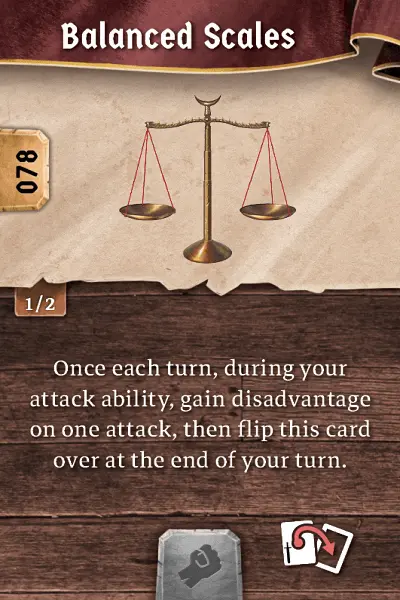 Balanced Scales
078
1/2
Once each turn, during your
attack ability, gain disadvantage
on one attack, then flip this card
over at the end of your turn.